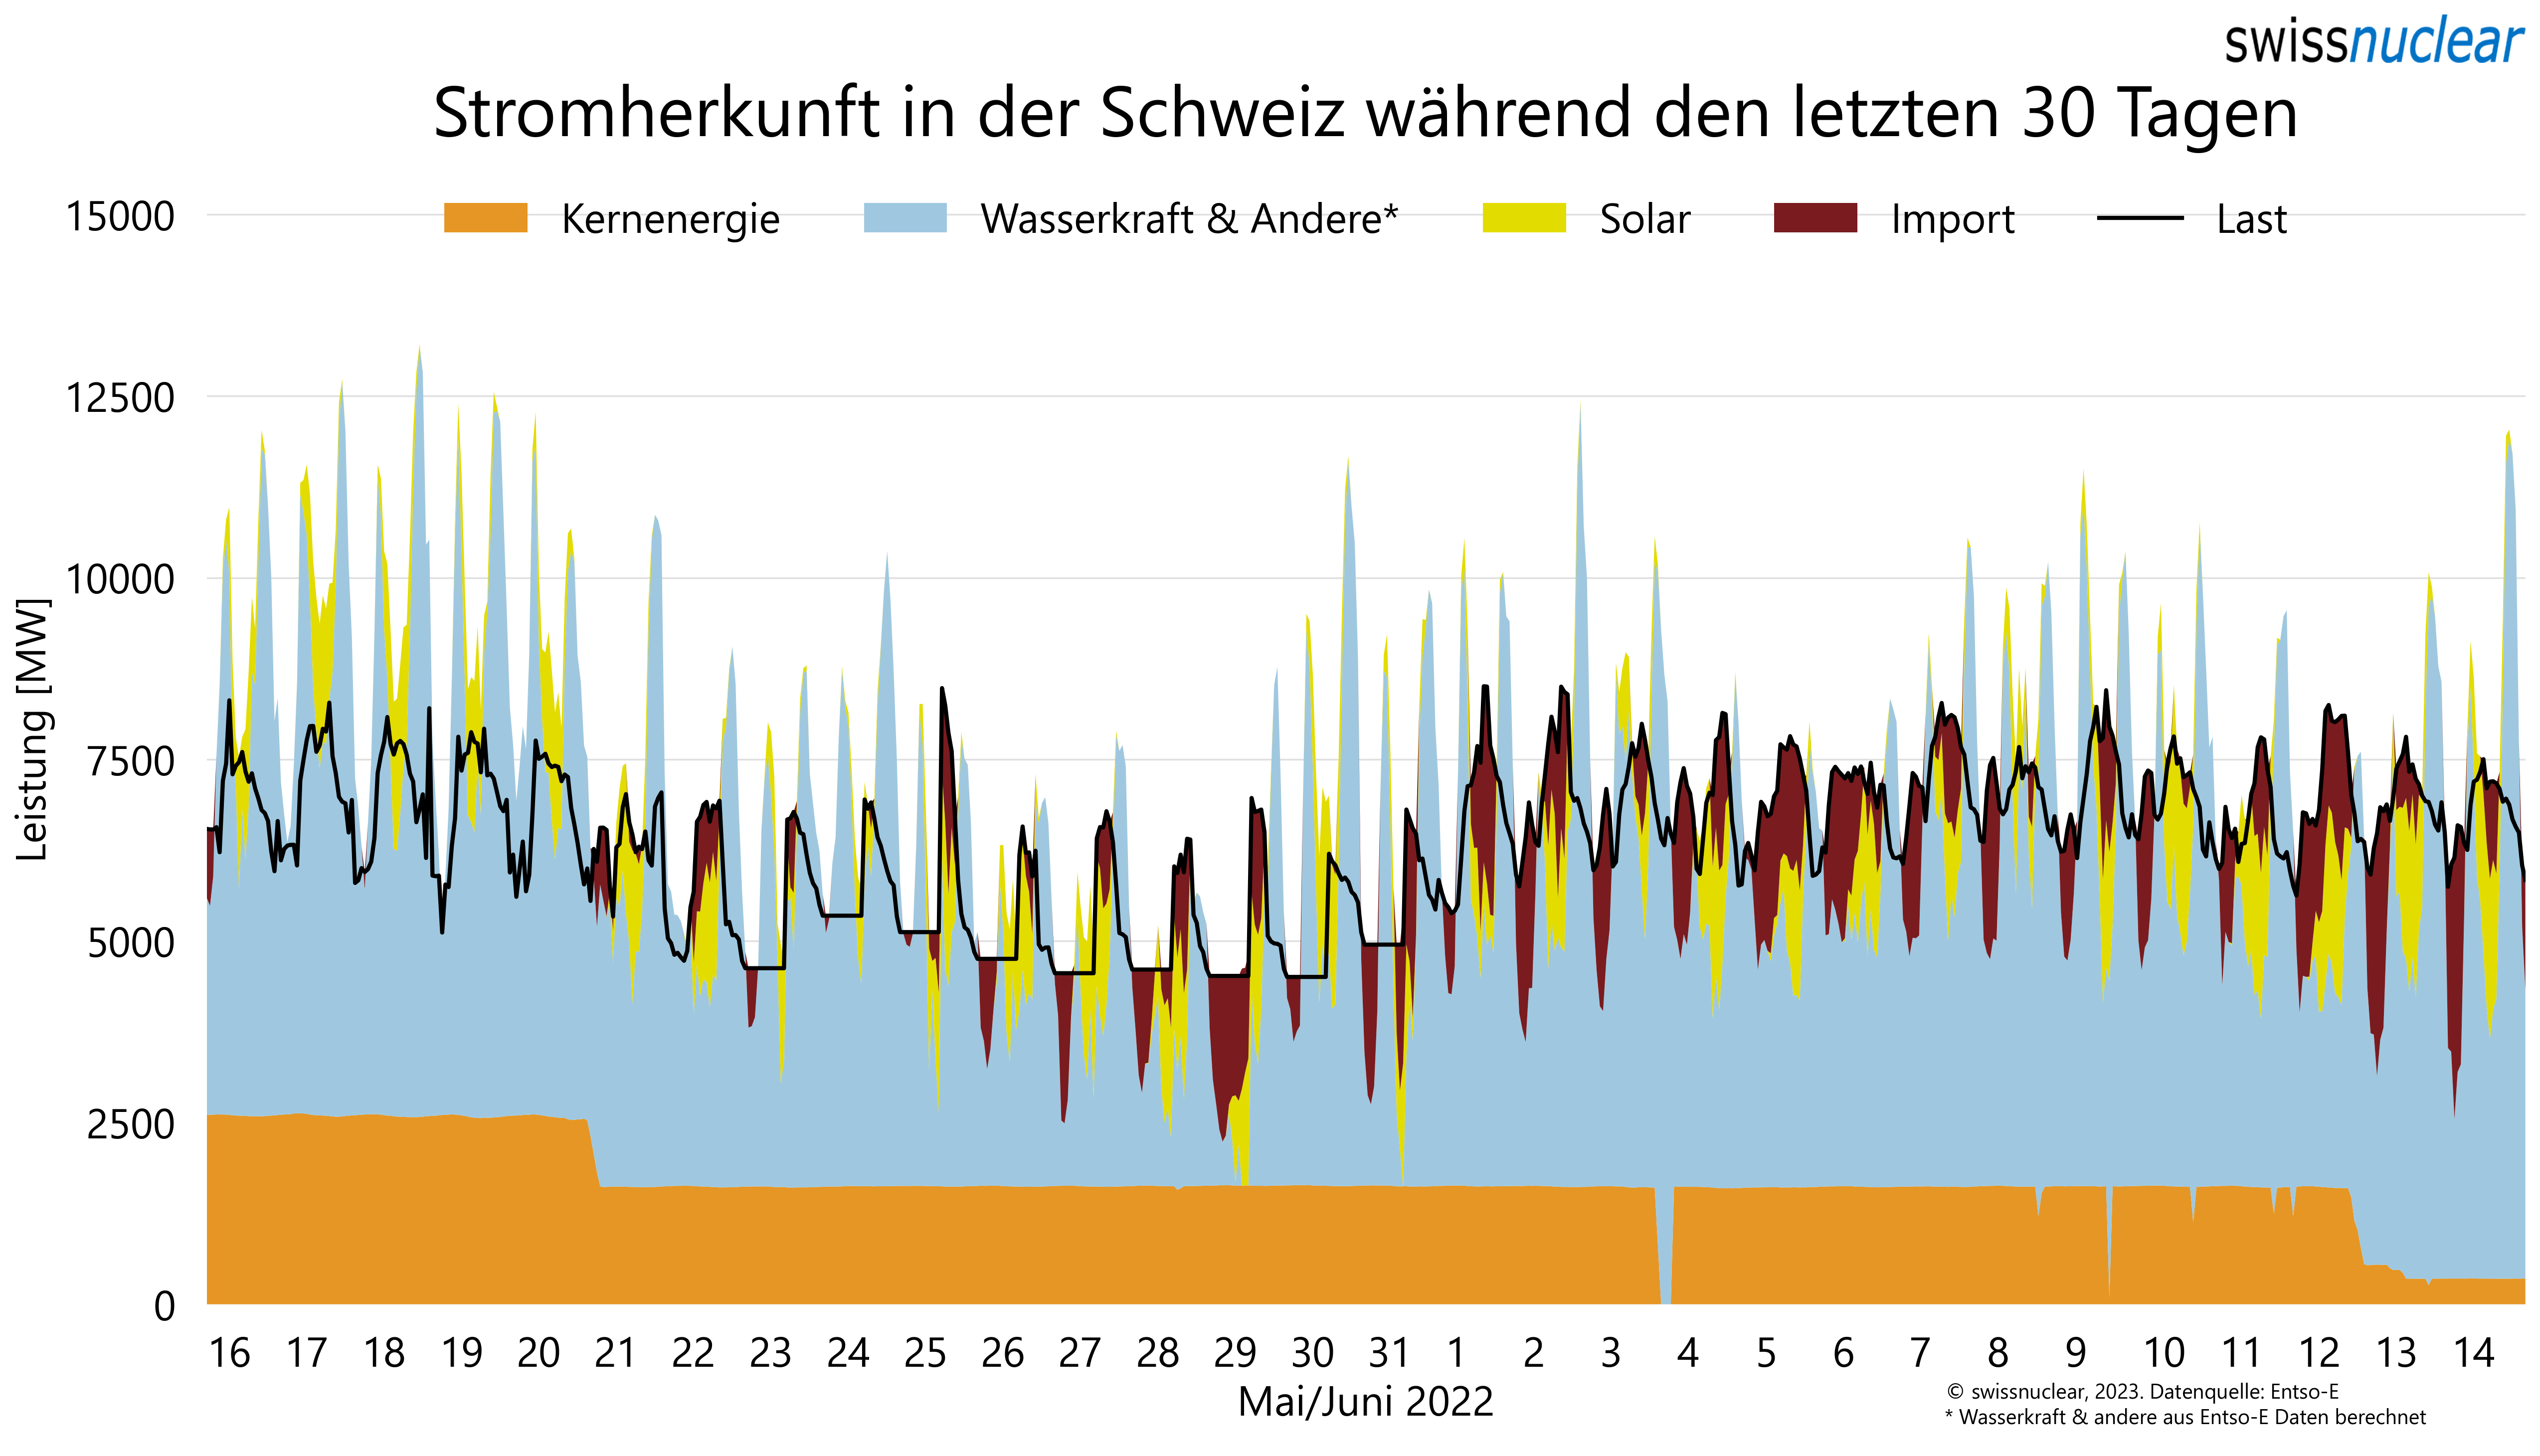 swissnuclear
Stromherkunft in der Schweiz während den letzten 30 Tagen
Kernenergie Wasserkraft & Andere* Solar Import Last
15000
12500
10000
7500
5000
2500
0
Leistung [MW]
16 17 18 19 20 21 22 23 24 25 26 27 28 29 30 31 1 2 3 4 5 6 7 8 9 10 11 12 13 14
Mai/Juni 2022
© swissnuclear, 2023. Datenquelle: Entso-E
* Wasserkraft & andere aus Entso-E Daten berechnet